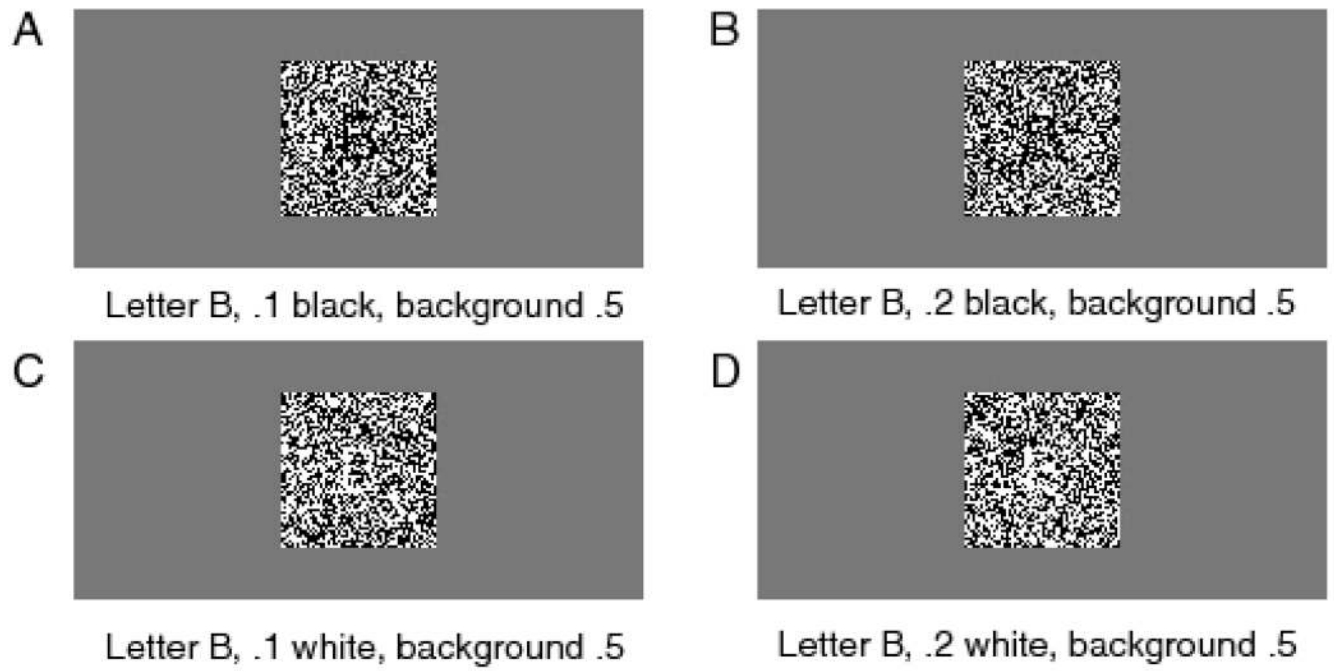 A
B
Letter B, .1 black, background .5
Letter B, .2 black, background .5
C
D
Letter B, .1 white, background .5
Letter B, .2 white, background .5